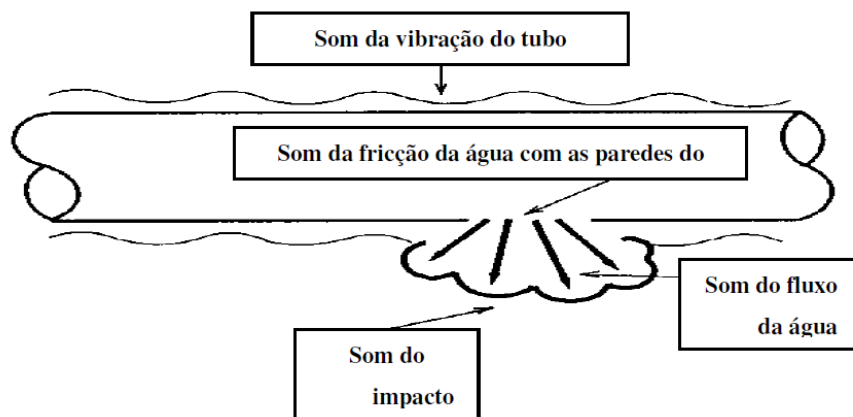 Som da vibração do tubo
Som da fricção da água com as paredes do
Som do fluxo
da água
Som do
impacto